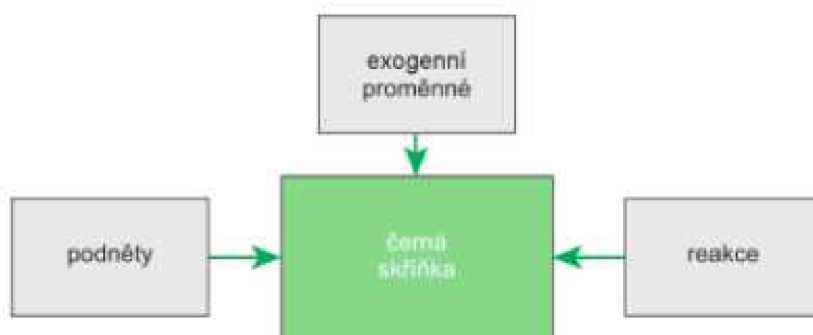 exogenní
proměnné
podněty
černá
skříňka
reakce